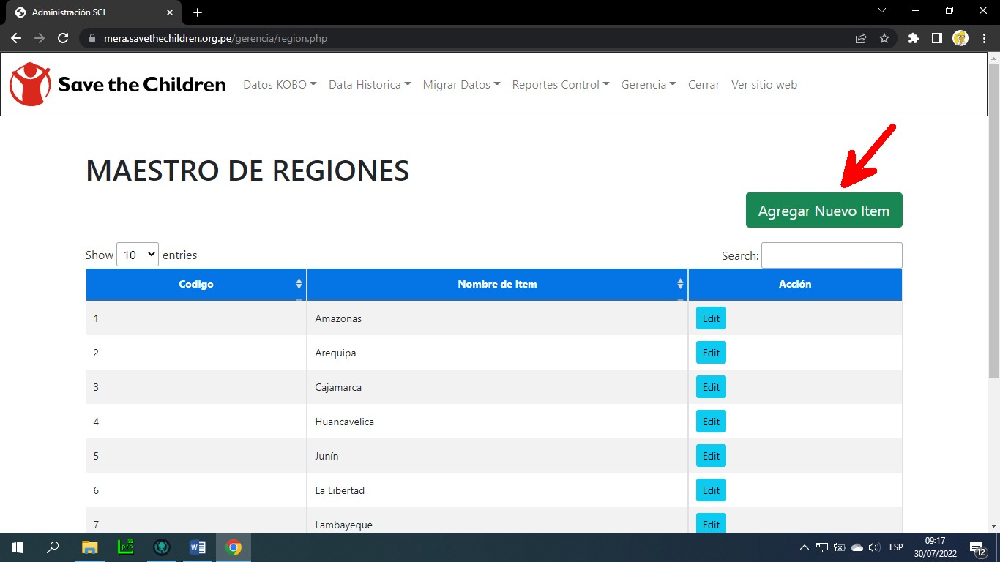 Administración SCI
mera.savethechildren.org.pe/gerencia/region.php
Save the Children Datos KOBO Data Historica Migrar Datos Reportes Control Gerencia Cerrar Ver sitio web
MAESTRO DE REGIONES
Agregar Nuevo Item
Show 10 entries Search:
Codigo Nombre de Item Acción
1 Amazonas Edit
2 Arequipa Edit
3 Cajamarca Edit
4 Huancavelica Edit
5 Junín Edit
6 La Libertad Edit
7 Lambayeque Edit
ESP 09:17
30/07/2022 12